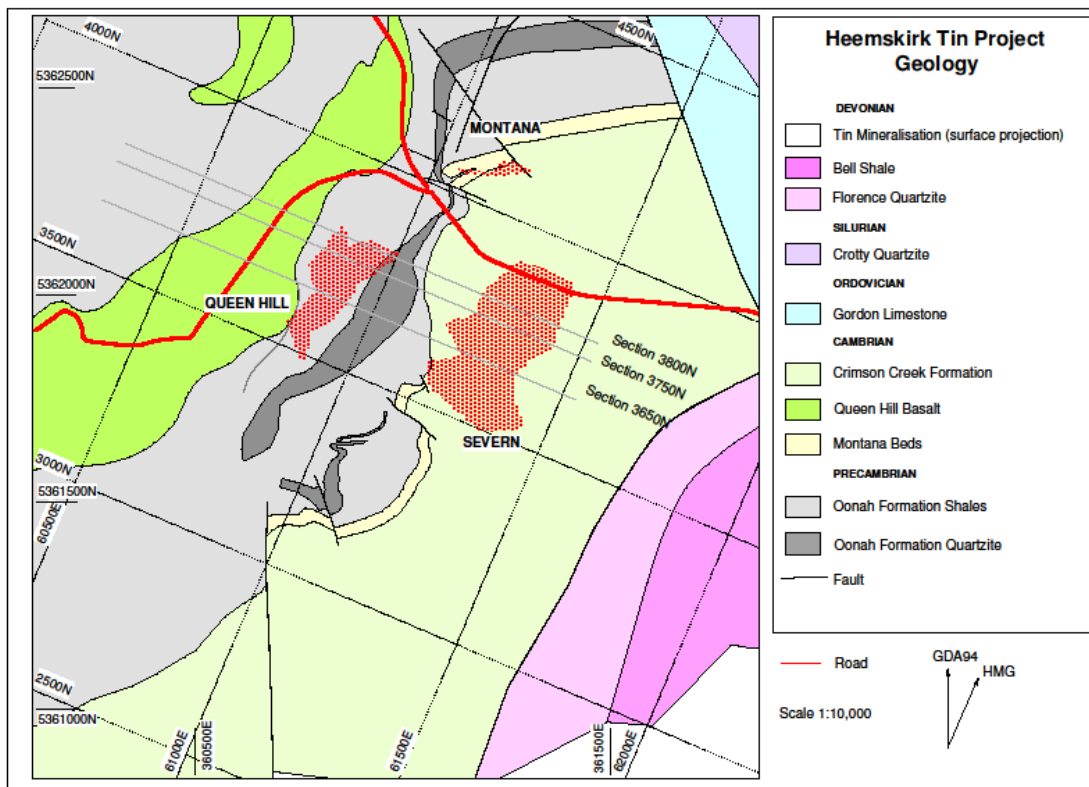 4000N
4500N
5362500N
MONTANA
3500N
5362000N
QUEEN HILL
Section 3800N
Section 3750N
Section 3650N
SEVERN
3000N
5361500N
60500E
2500N
5361000N
61000E
360500E
61500E
361500E
62000E
Heemskirk Tin Project
Geology
DEVONIAN
Tin Mineralisation (surface projection)
Bell Shale
Florence Quartzite
SILURIAN
Crotty Quartzite
ORDOVICIAN
Gordon Limestone
CAMBRIAN
Crimson Creek Formation
Queen Hill Basalt
Montana Beds
PRECAMBRIAN
Oonah Formation Shales
Oonah Formation Quartzite
Fault
Road
GDA94
HMG
Scale 1:10,000